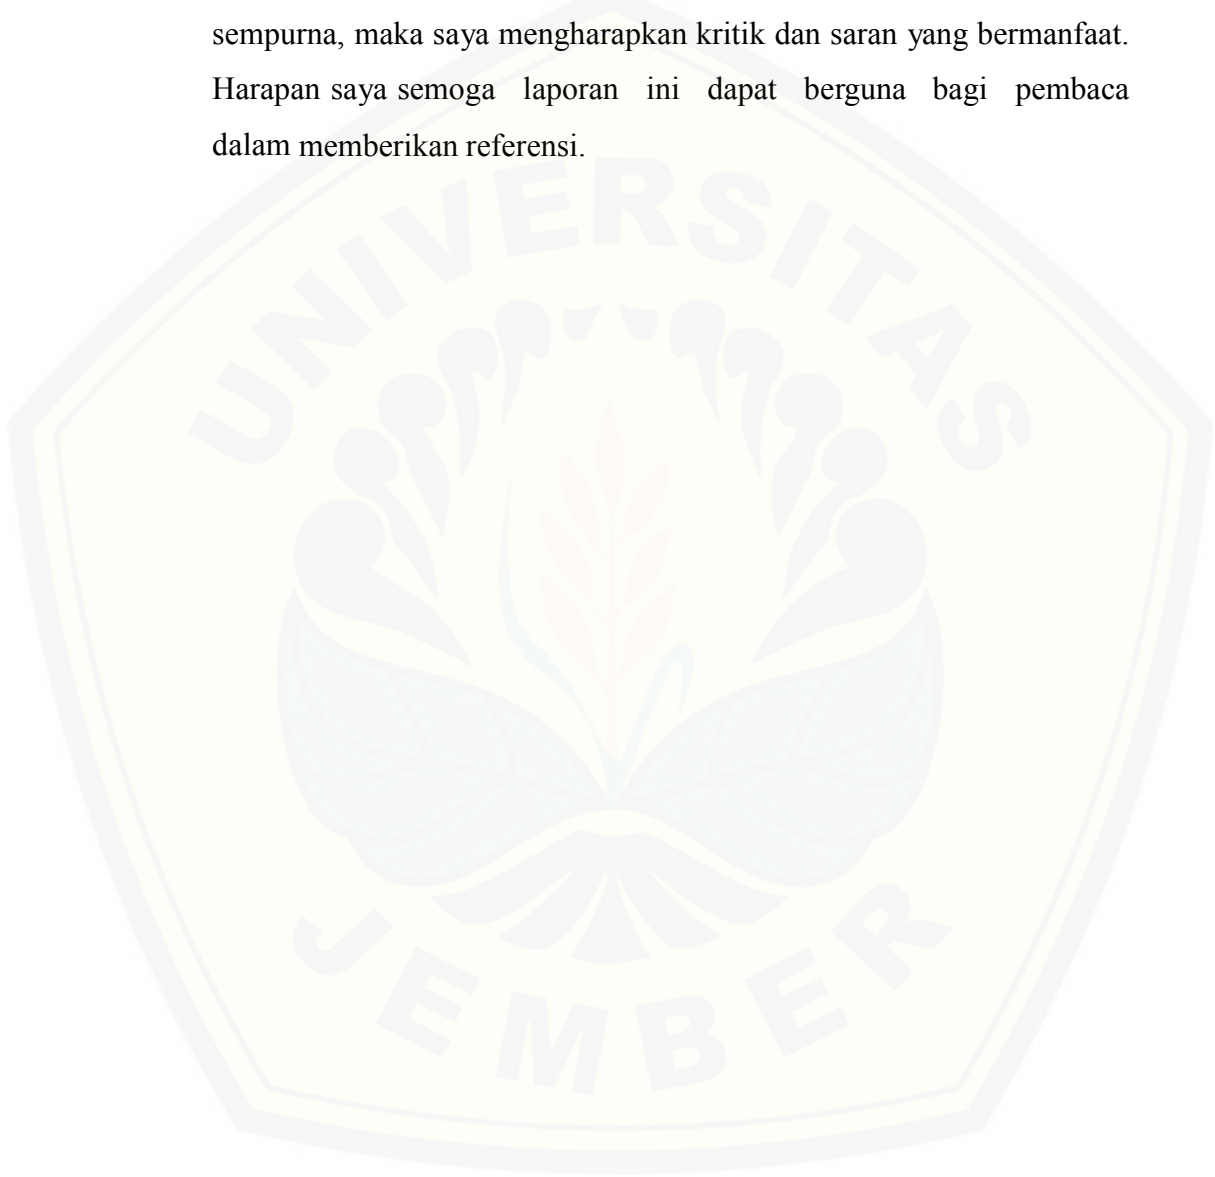 sempurna, maka saya mengharapkan kritik dan saran yang bermanfaat.
Harapan saya semoga laporan ini dapat berguna bagi pembaca
dalam memberikan referensi.
UNIVERSITAS
JEMBER